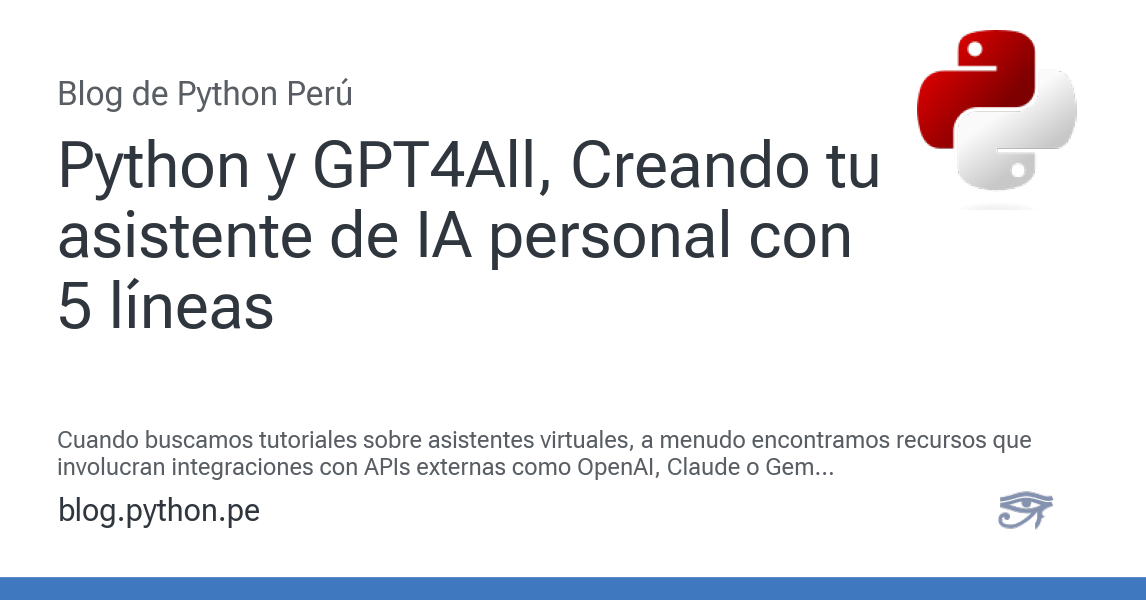 Blog de Python Perú
Python y GPT4All, Creando tu
asistente de IA personal con
5 líneas
Cuando buscamos tutoriales sobre asistentes virtuales, a menudo encontramos recursos que
involucran integraciones con APIs externas como OpenAI, Claude o Gem...
blog.python.pe